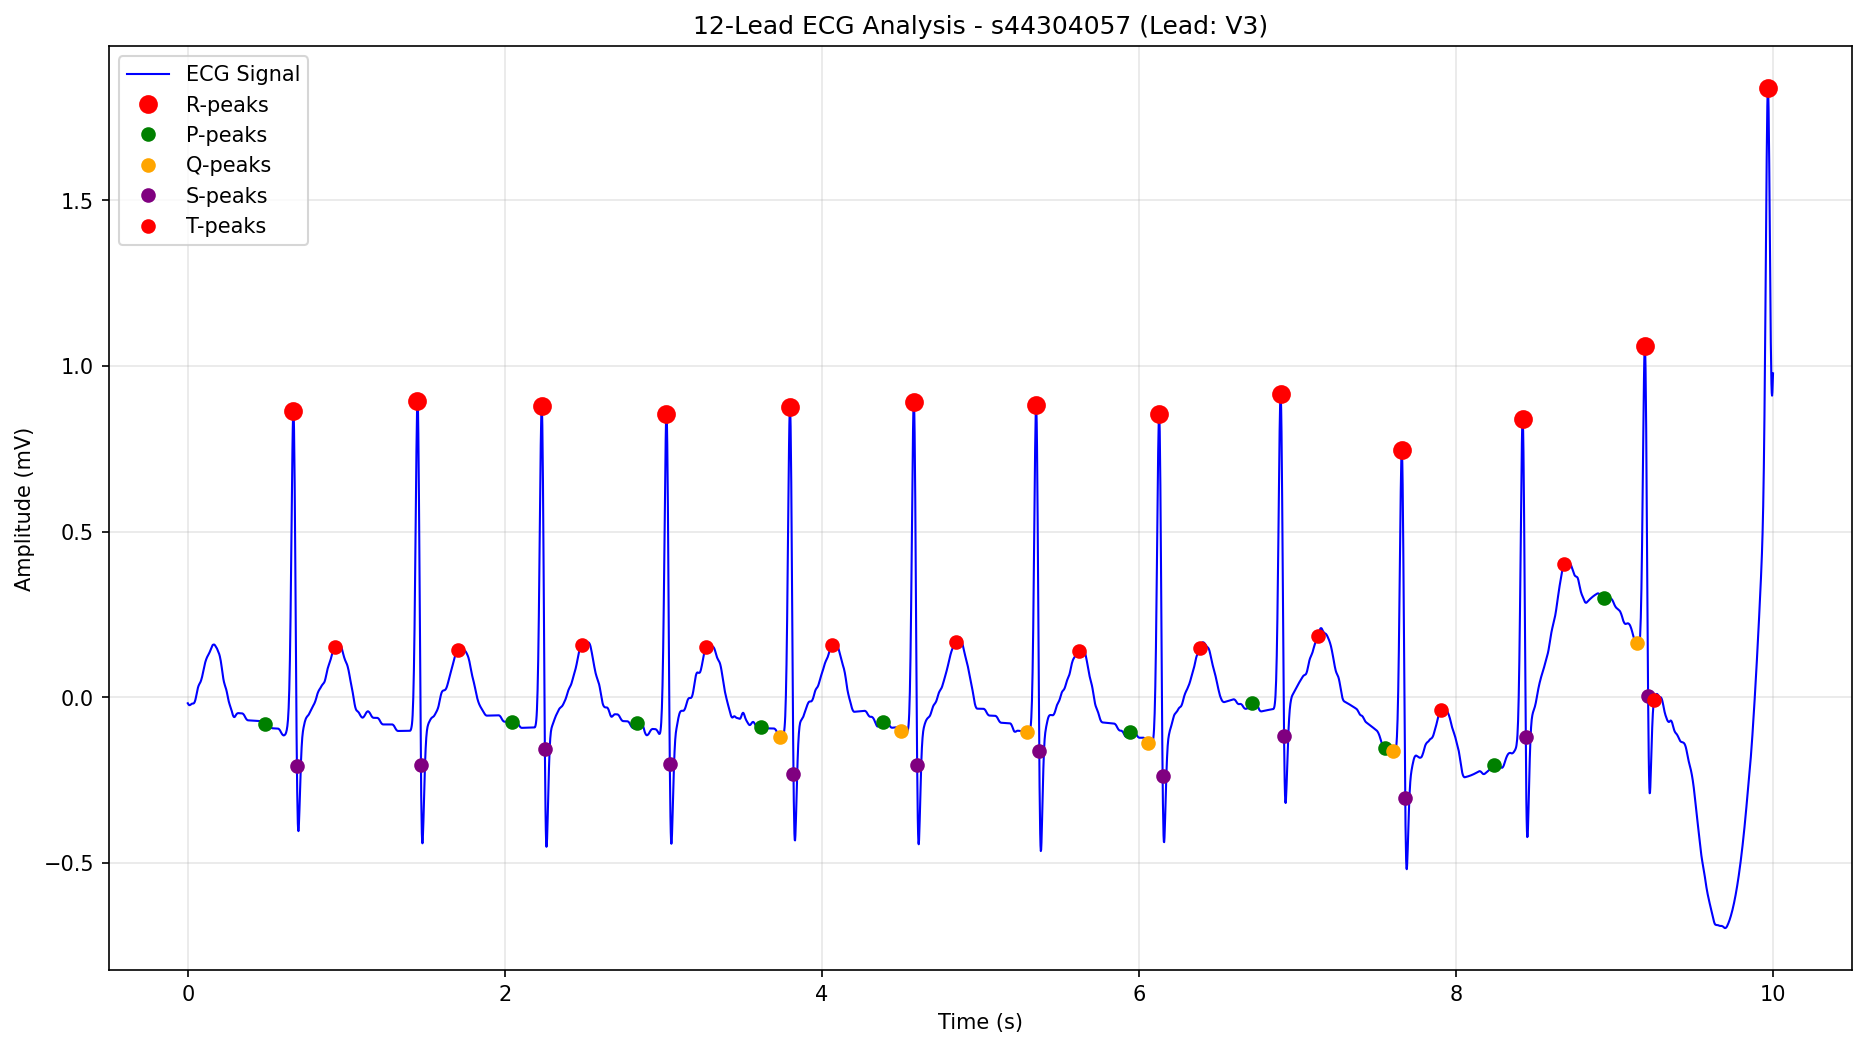 12-Lead ECG Analysis - s44304057 (Lead: V3)
ECG Signal
R-peaks
P-peaks
Q-peaks
S-peaks
T-peaks
Amplitude (mV)
1.5
1.0
0.5
0.0
−0.5
0 2 4 6 8 10
Time (s)